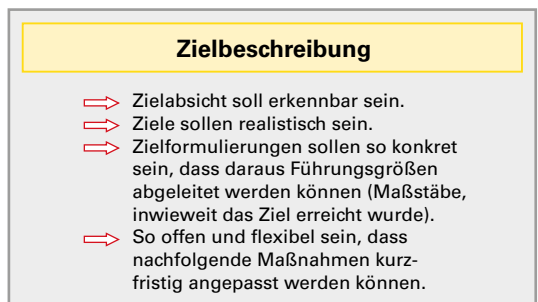 Zielbeschreibung
Zielabsicht soll erkennbar sein.
Ziele sollen realistisch sein.
Zielformulierungen sollen so konkret
sein, dass daraus Führungsgrößen
abgeleitet werden können (Maßstäbe,
inwieweit das Ziel erreicht wurde).
So offen und flexibel sein, dass
nachfolgende Maßnahmen kurz-
fristig angepasst werden können.